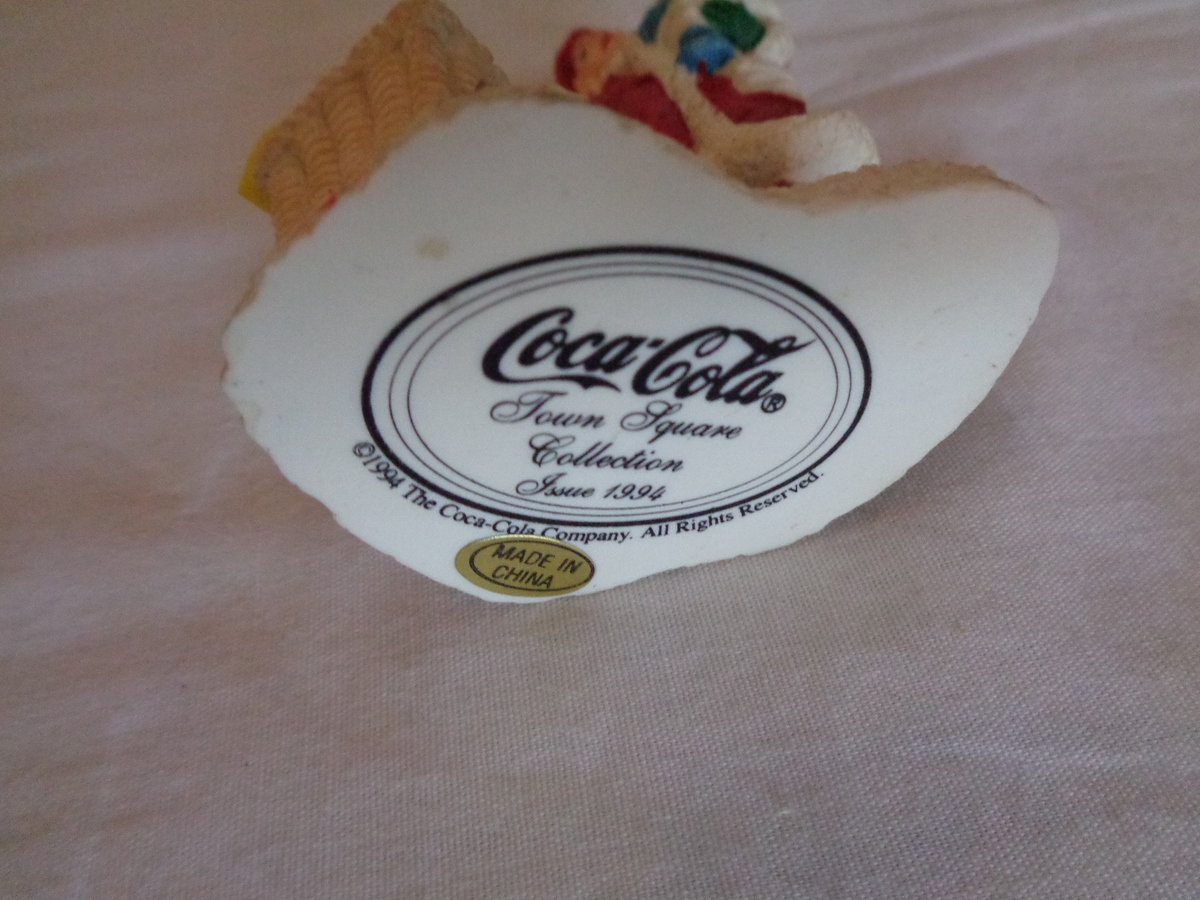 Coca-Cola®
Town Square
Collection
Issue 1994
©1994 The Coca-Cola Company. All Rights Reserved.
MADE IN
CHINA